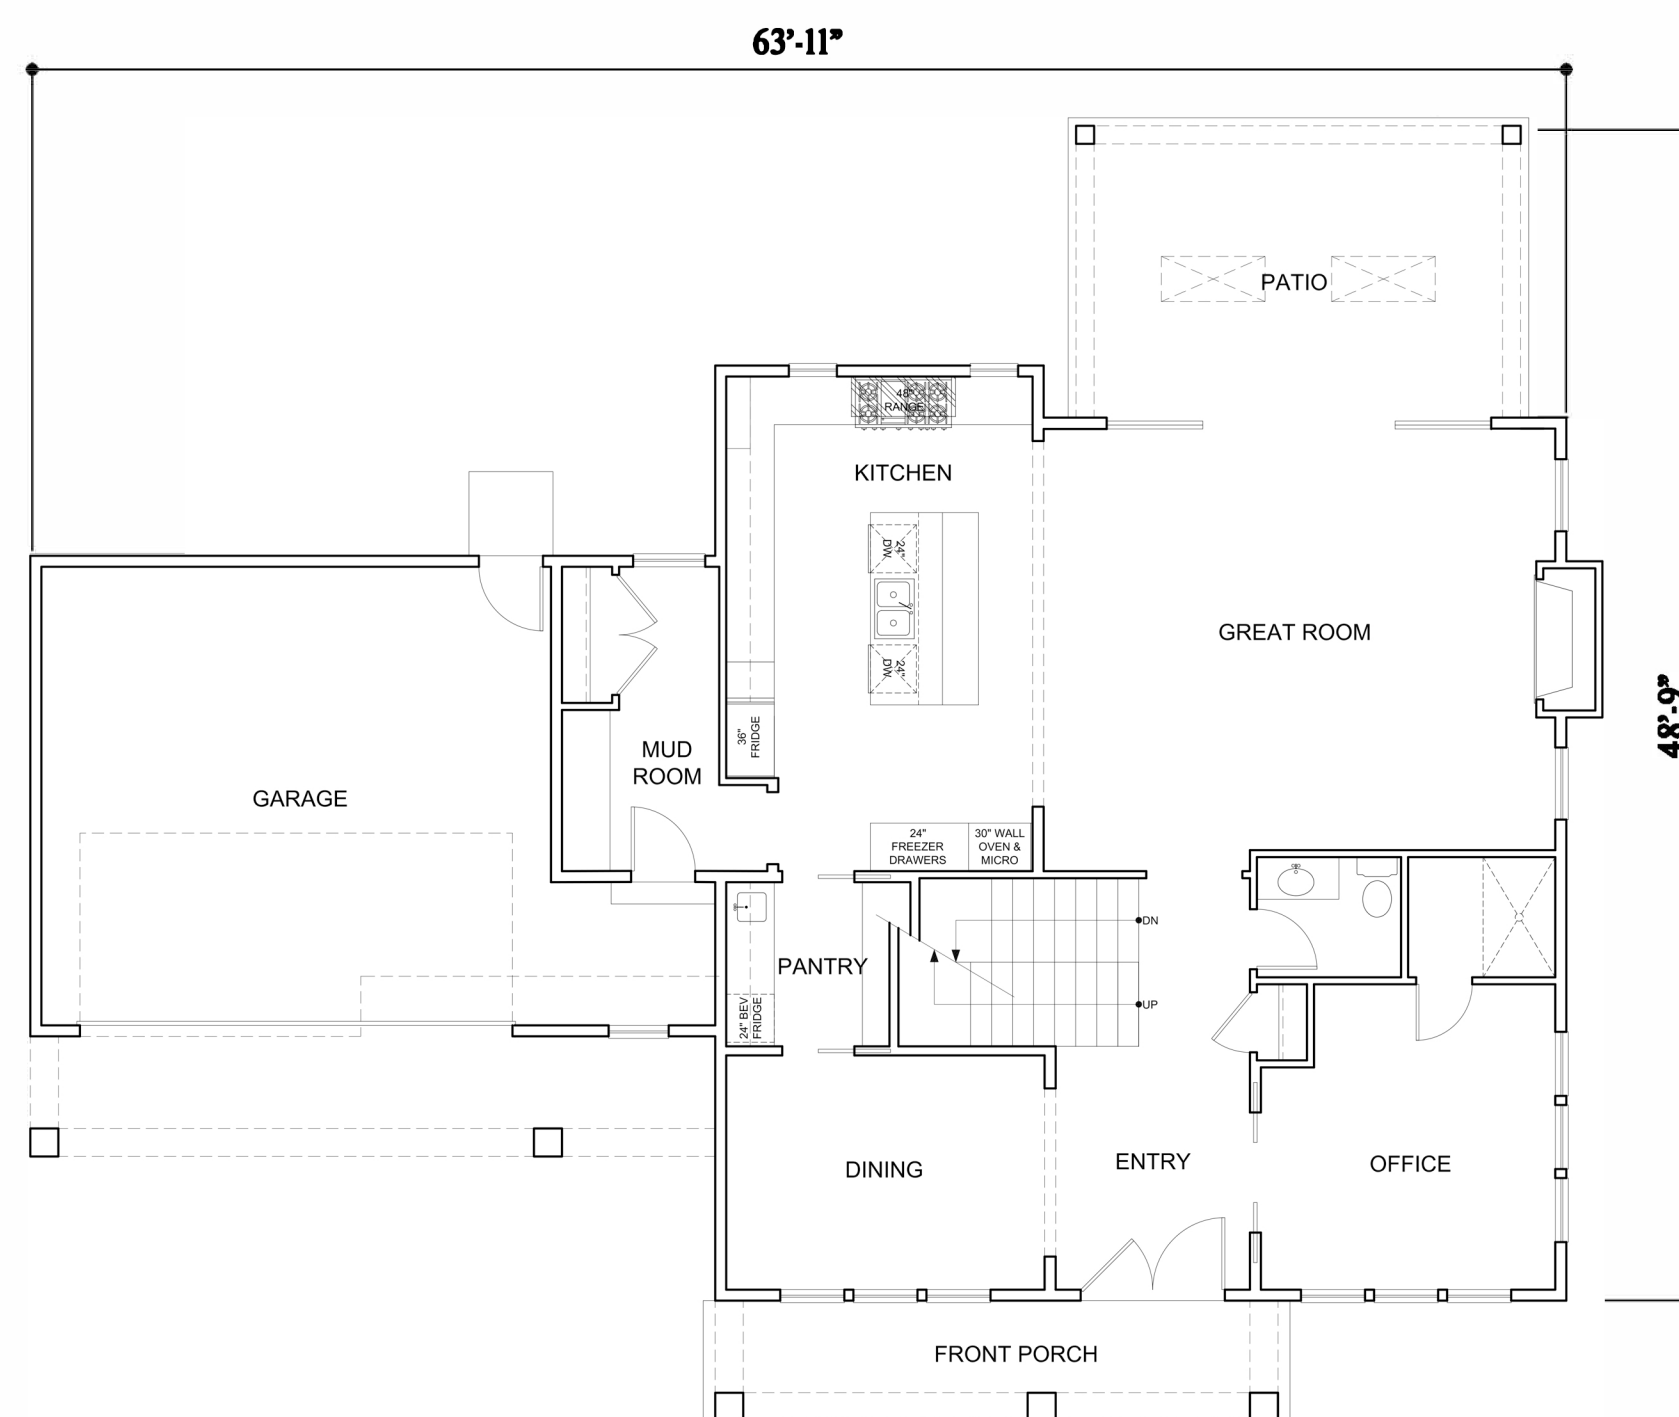 63'-11"
PATIO
48"
RANGE
KITCHEN
24"
DW
GREAT ROOM
24"
DW
48'-9"
36"
FRIDGE
MUD
ROOM
GARAGE
24"
FREEZER
DRAWERS
30" WALL
OVEN &
MICRO
DN
PANTRY
UP
24" BEV
FRIDGE
ENTRY
OFFICE
DINING
FRONT PORCH